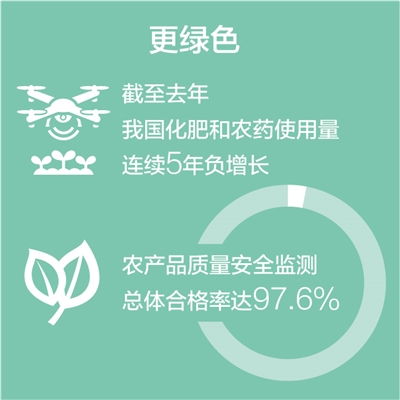 更绿色
截至去年
我国化肥和农药使用量
连续5年负增长
农产品质量安全监测
总体合格率达97.6%